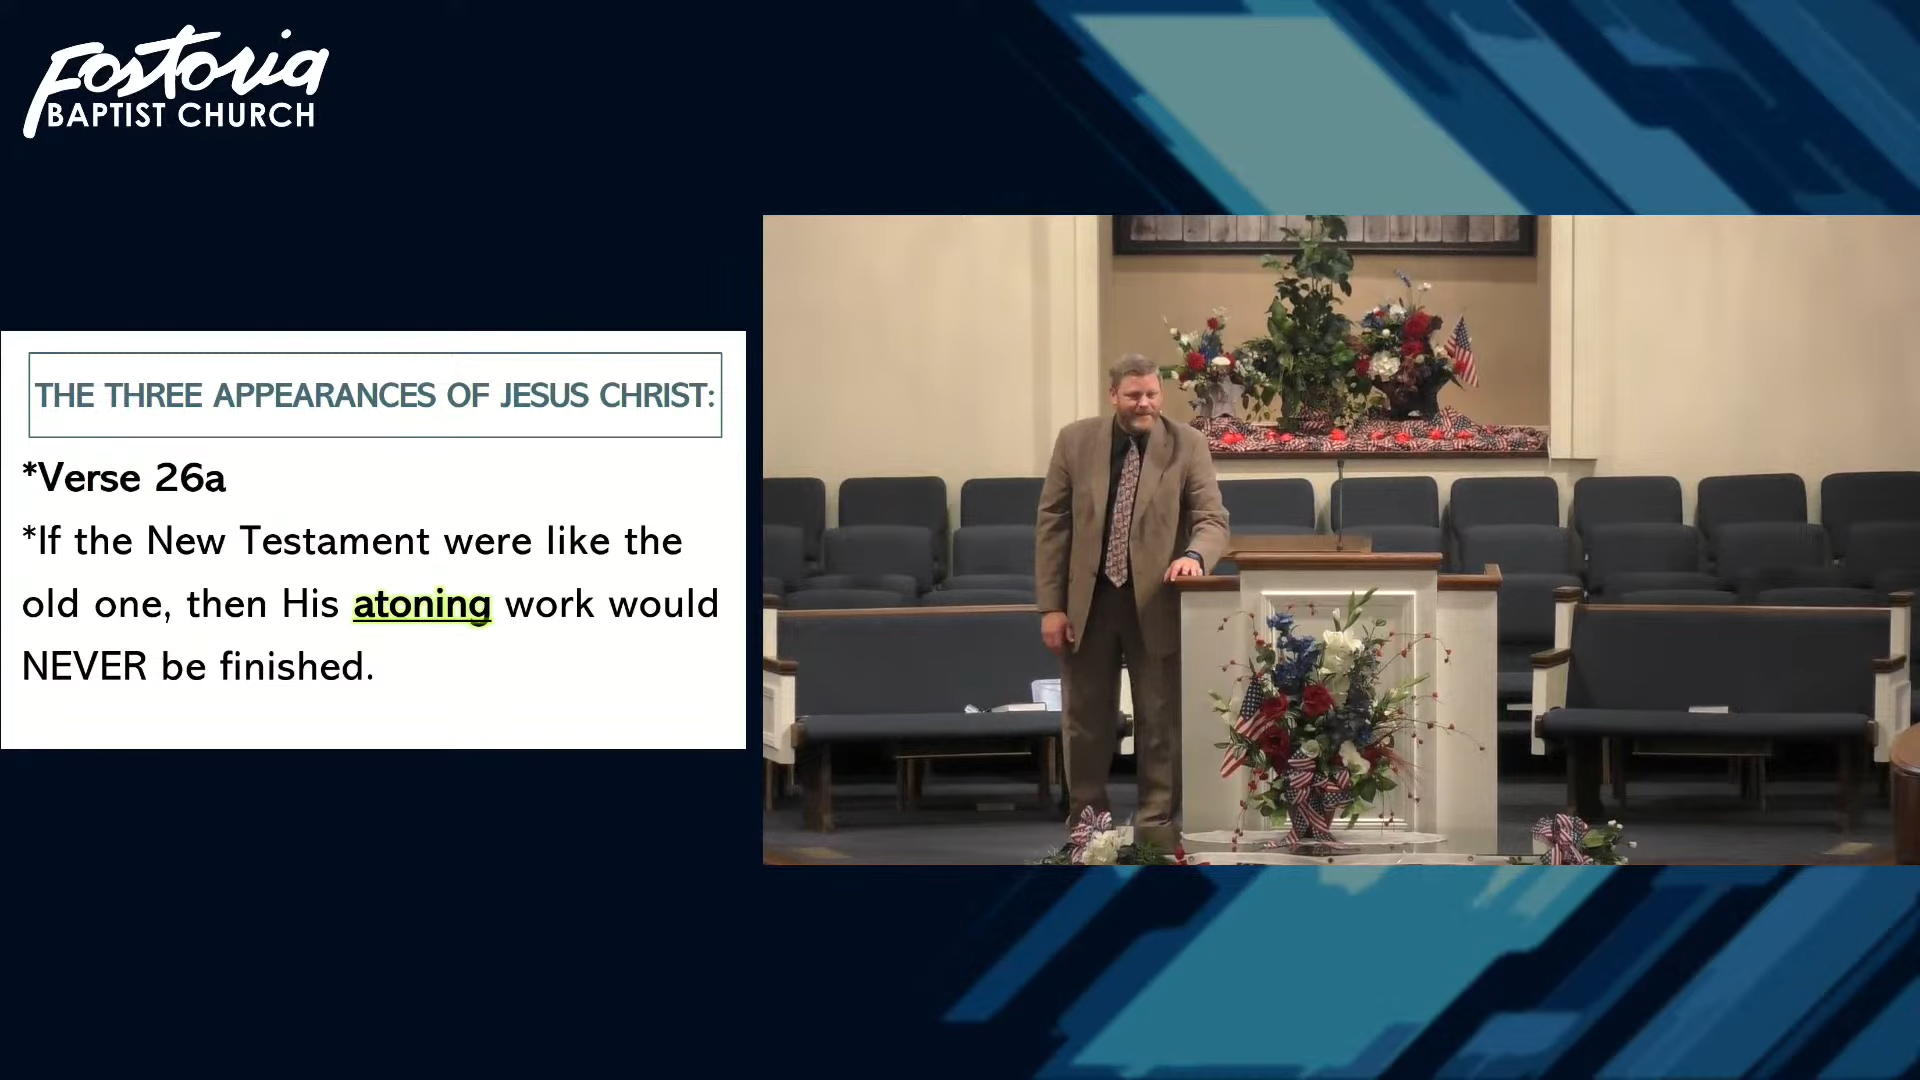 Fostoria
BAPTIST CHURCH
THE THREE APPEARANCES OF JESUS CHRIST:
*Verse 26a
*If the New Testament were like the
old one, then His atoning work would
NEVER be finished.